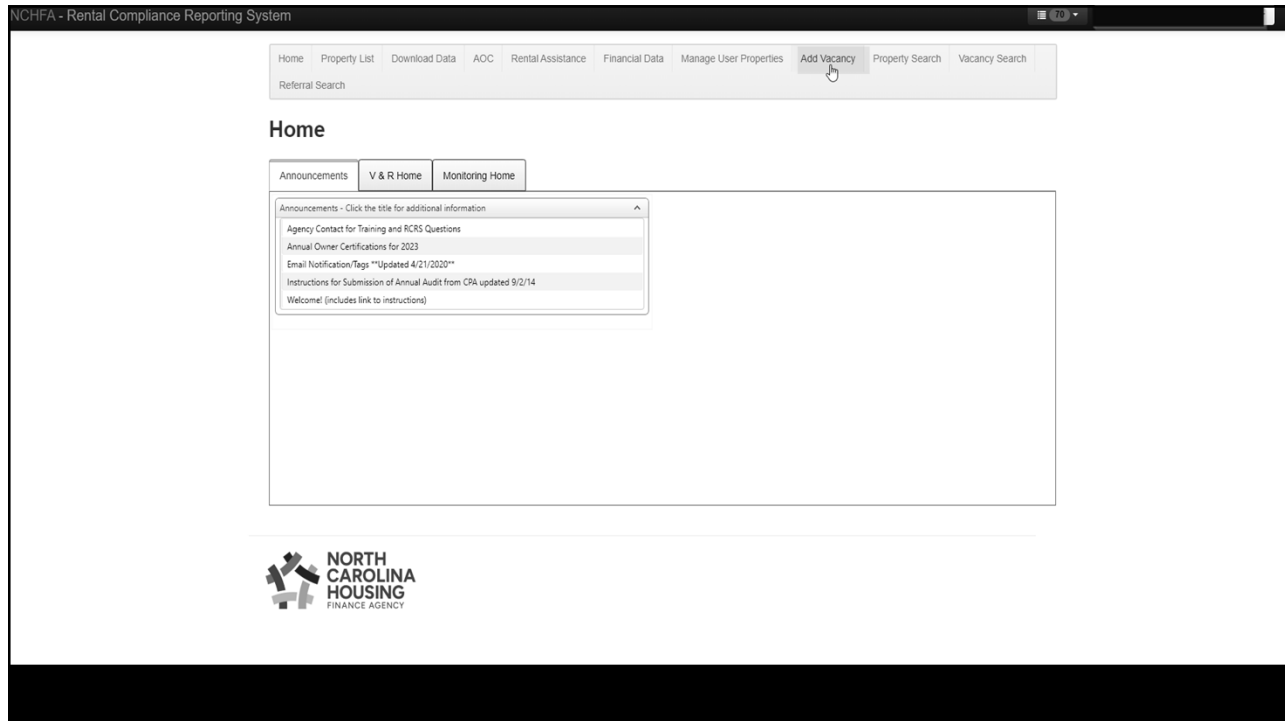 NCHFA - Rental Compliance Reporting System 70
Home Property List Download Data AOC Rental Assistance Financial Data Manage User Properties Add Vacancy Property Search Vacancy Search
Referral Search
Home
Announcements V & R Home Monitoring Home
Announcements - Click the title for additional information
Agency Contact for Training and RCRS Questions
Annual Owner Certifications for 2023
Email Notification/Tags **Updated 4/21/2020**
Instructions for Submission of Annual Audit from CPA updated 9/2/14
Welcome! (includes link to instructions)
NORTH
CAROLINA
HOUSING
FINANCE AGENCY